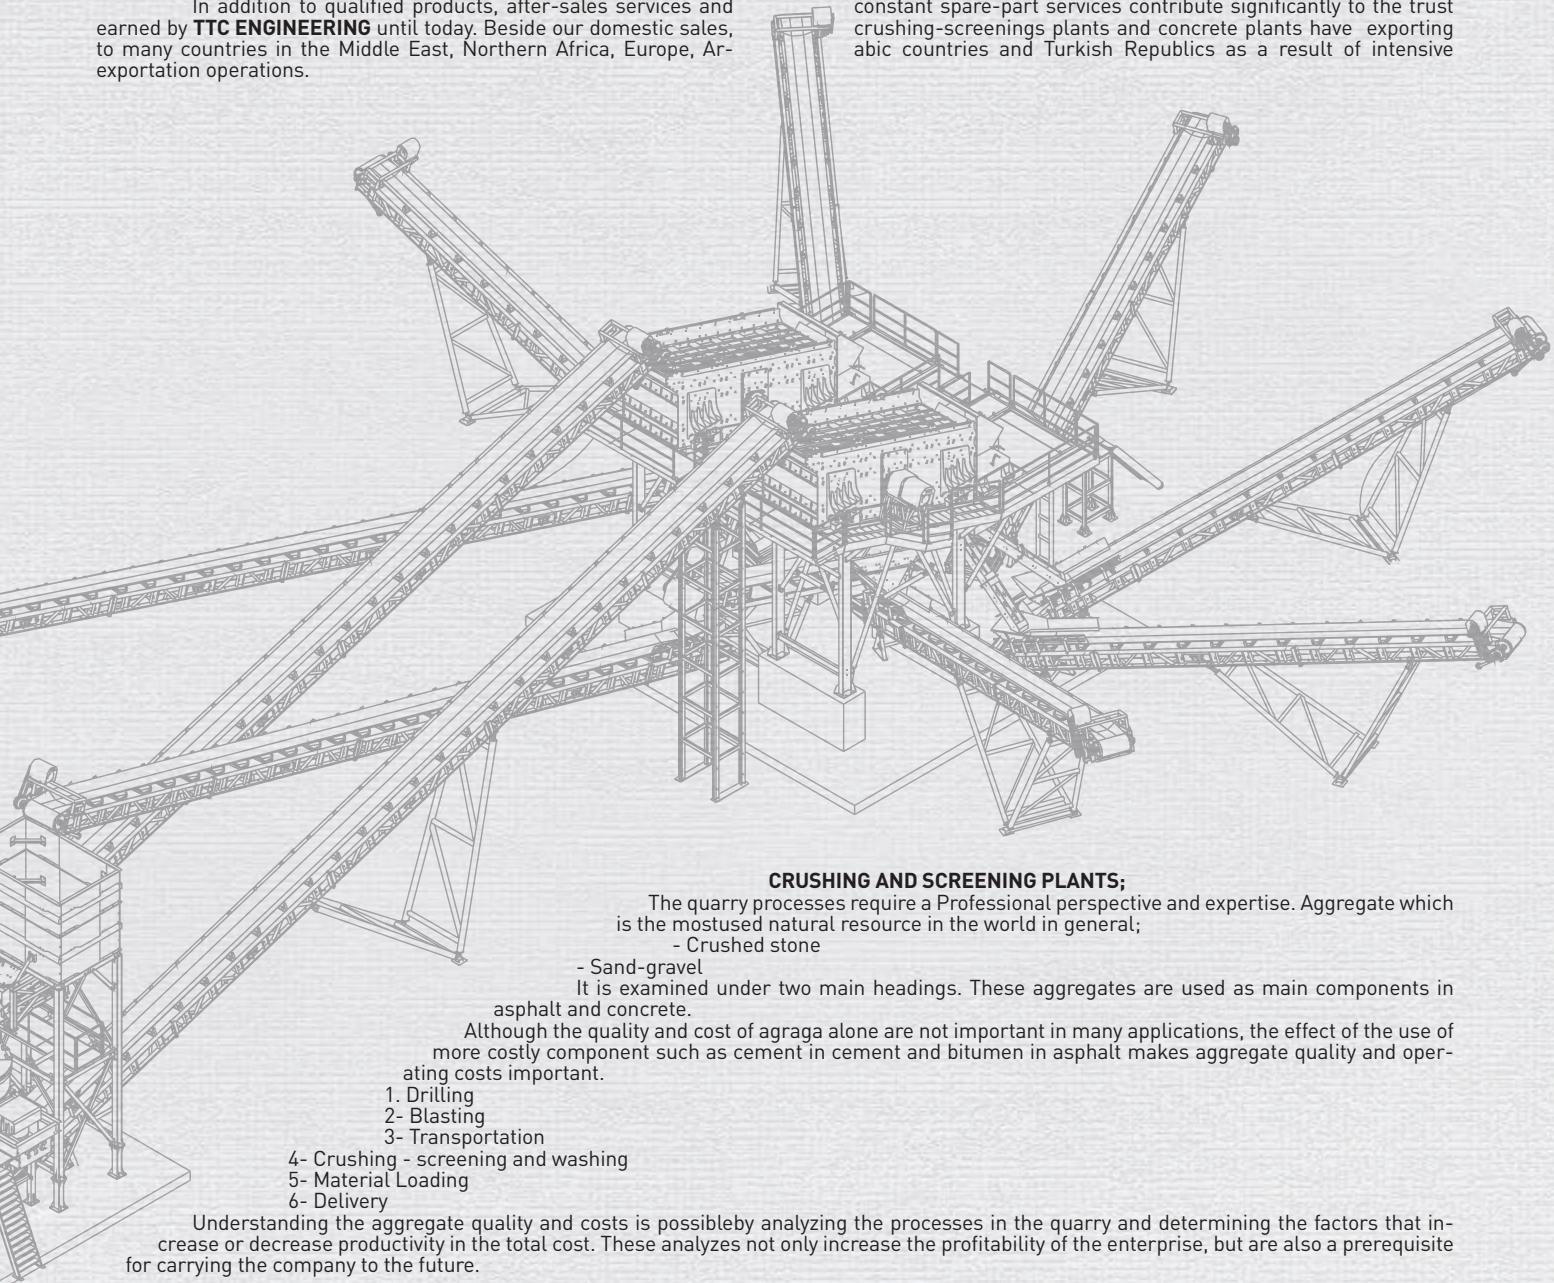 In addition to qualified products, after-sales services and constant spare-part services contribute significantly to the trust
earned by TTC ENGINEERING until today. Beside our domestic sales, crushing-screenings plants and concrete plants have exporting
to many countries in the Middle East, Northern Africa, Europe, Ar- abic countries and Turkish Republics as a result of intensive
exportation operations.
CRUSHING AND SCREENING PLANTS;
The quarry processes require a Professional perspective and expertise. Aggregate which
is the mostused natural resource in the world in general;
- Crushed stone
- Sand-gravel
It is examined under two main headings. These aggregates are used as main components in
asphalt and concrete.
Although the quality and cost of agraga alone are not important in many applications, the effect of the use of
more costly component such as cement in cement and bitumen in asphalt makes aggregate quality and oper-
ating costs important.
1. Drilling
2- Blasting
3- Transportation
4- Crushing - screening and washing
5- Material Loading
6- Delivery
Understanding the aggregate quality and costs is possibleby analyzing the processes in the quarry and determining the factors that in-
crease or decrease productivity in the total cost. These analyzes not only increase the profitability of the enterprise, but are also a prerequisite
for carrying the company to the future.